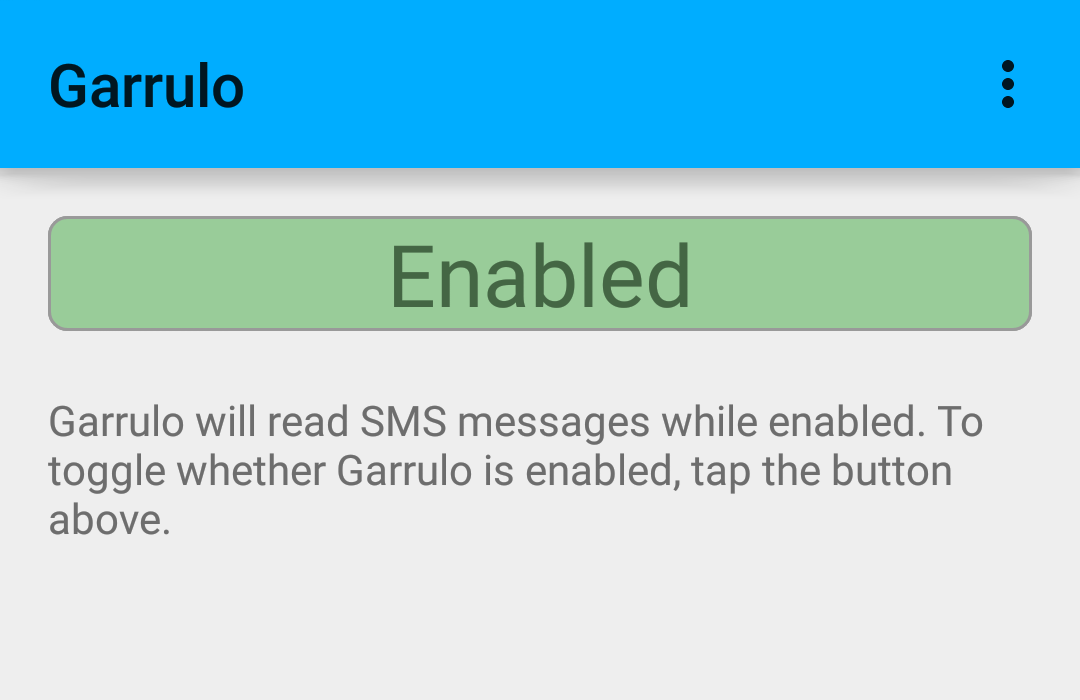 Garrulo
Enabled
Garrulo will read SMS messages while enabled. To
toggle whether Garrulo is enabled, tap the button
above.